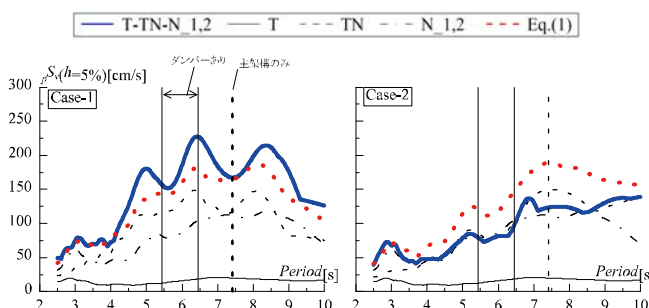 T-TN-N_1,2 T TN N_1,2 Eq.(1)
pSv(h=5%)[cm/s]
ダンパーあり
主架構のみ
300
250
200
150
100
50
0
Case-1
2 3 4 5 6 7 8 9 10
Period[s]
Case-2
2 3 4 5 6 7 8 9 10
Period[s]